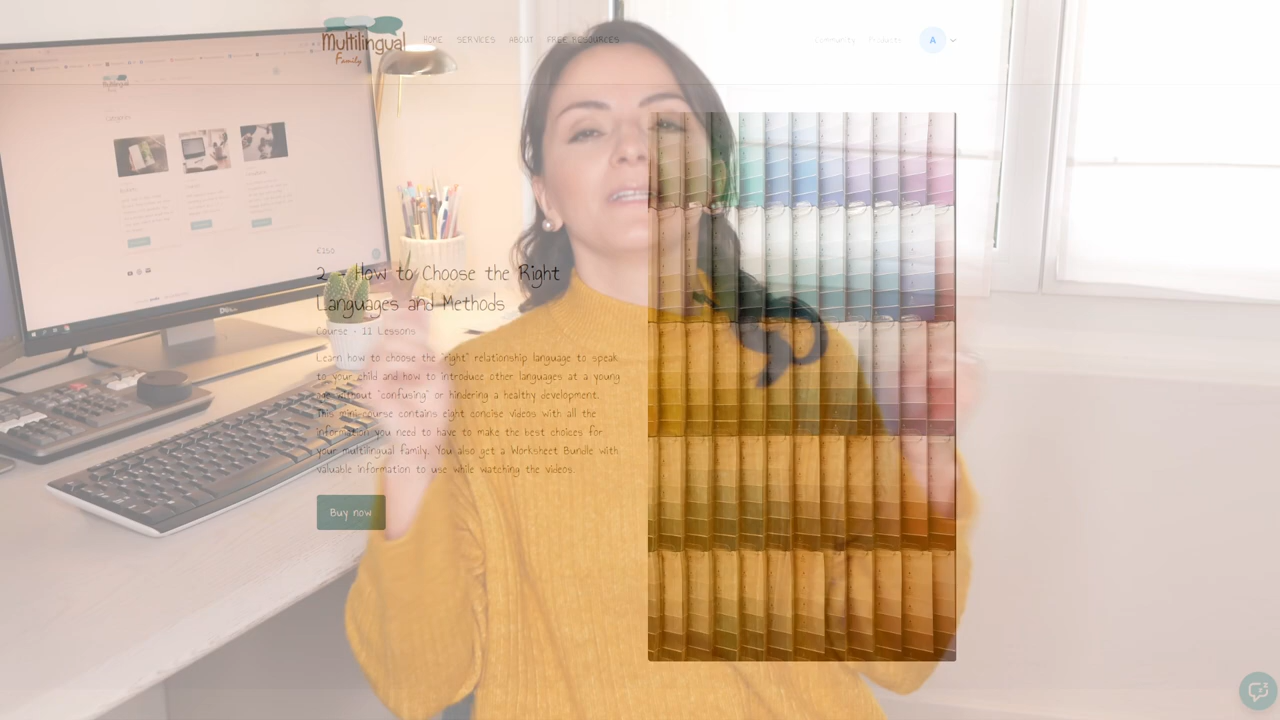 Multilingual
Family
HOME SERVICES ABOUT FREE RESOURCES
Community Products A
€150
2 - How to Choose the Right
Languages and Methods
Course • 11 Lessons
Learn how to choose the "right" relationship language to speak
to your child and how to introduce other languages at a young
age without "confusing" or hindering a healthy development.
This mini-course contains eight concise videos with all the
information you need to have to make the best choices for
your multilingual family. You also get a Worksheet Bundle with
valuable information to use while watching the videos.
Buy now